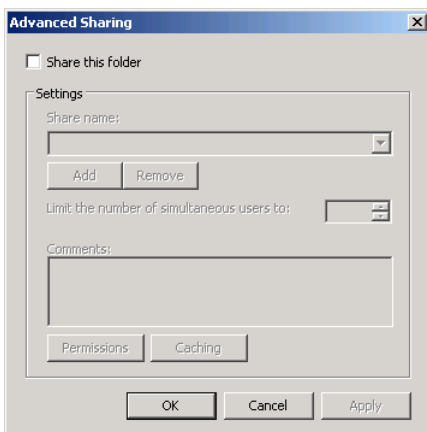 Advanced Sharing
Share this folder
Settings
Share name:
Add Remove
Limit the number of simultaneous users to:
Comments:
Permissions Caching
OK Cancel Apply